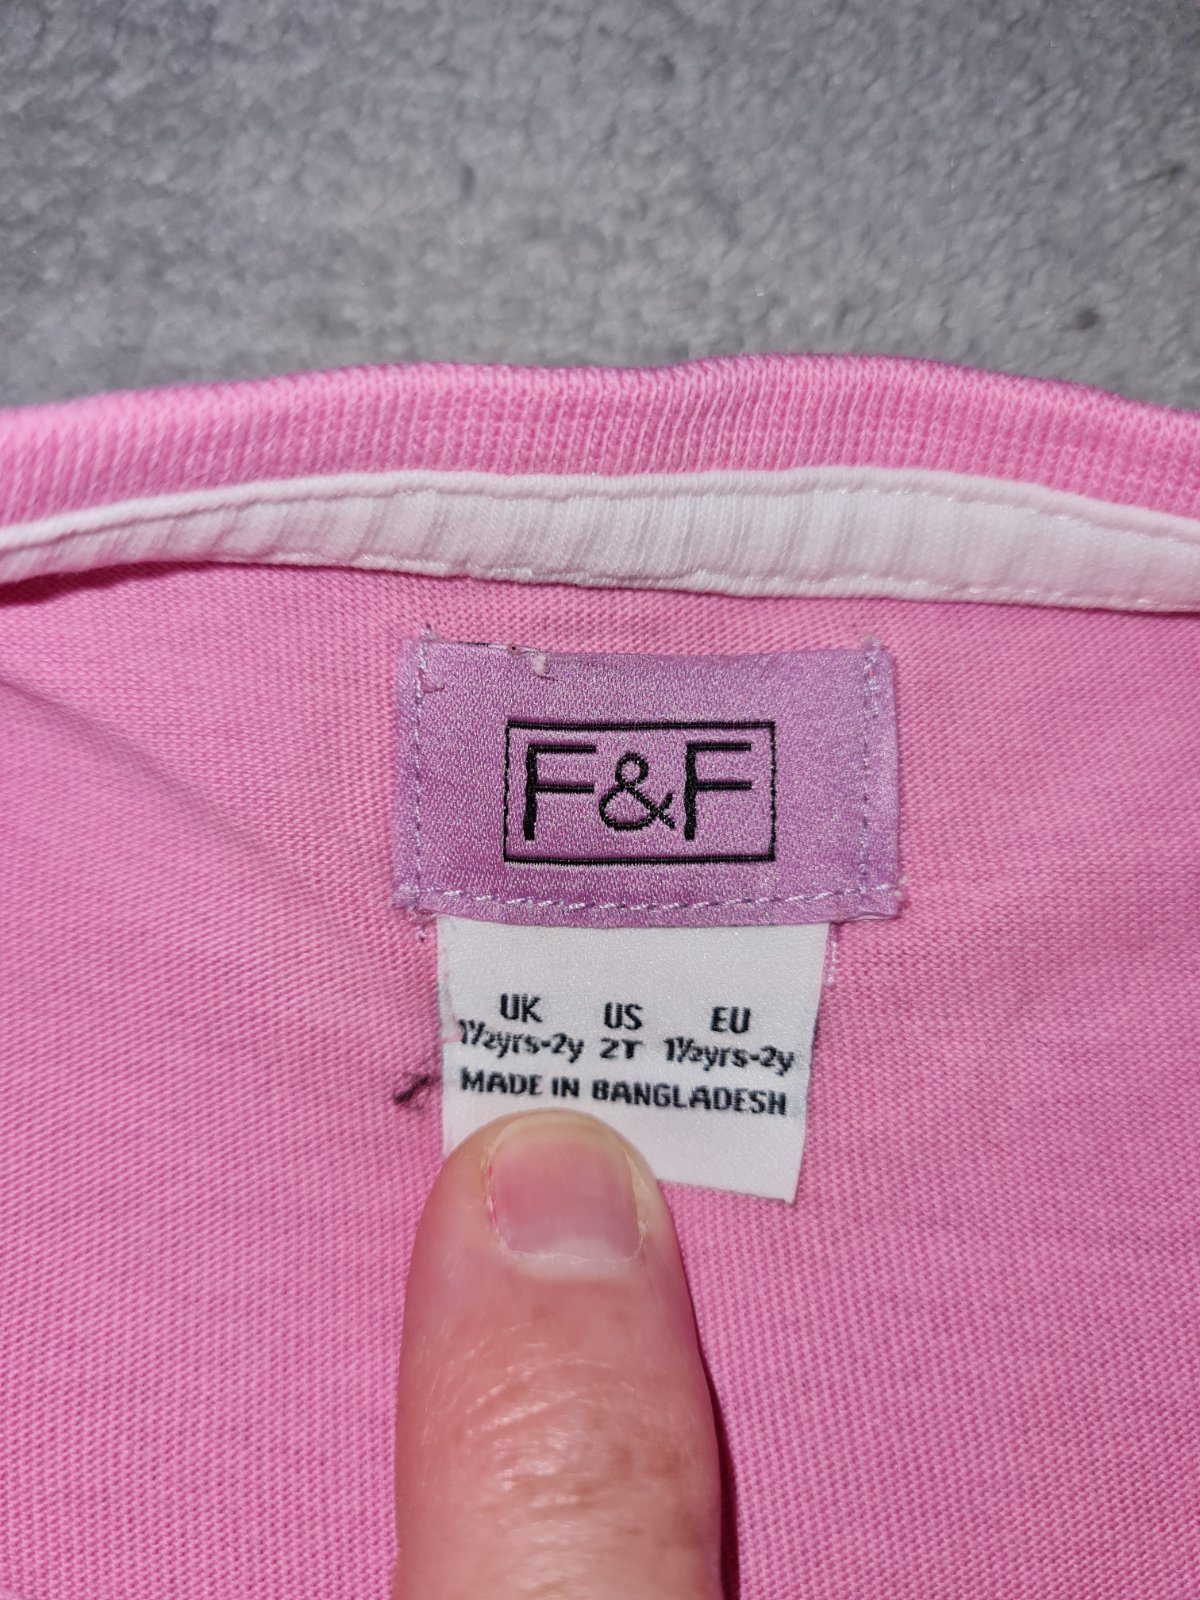 F&F
UK US EU
1½yrs-2y 2T 1½yrs-2y
MADE IN BANGLADESH